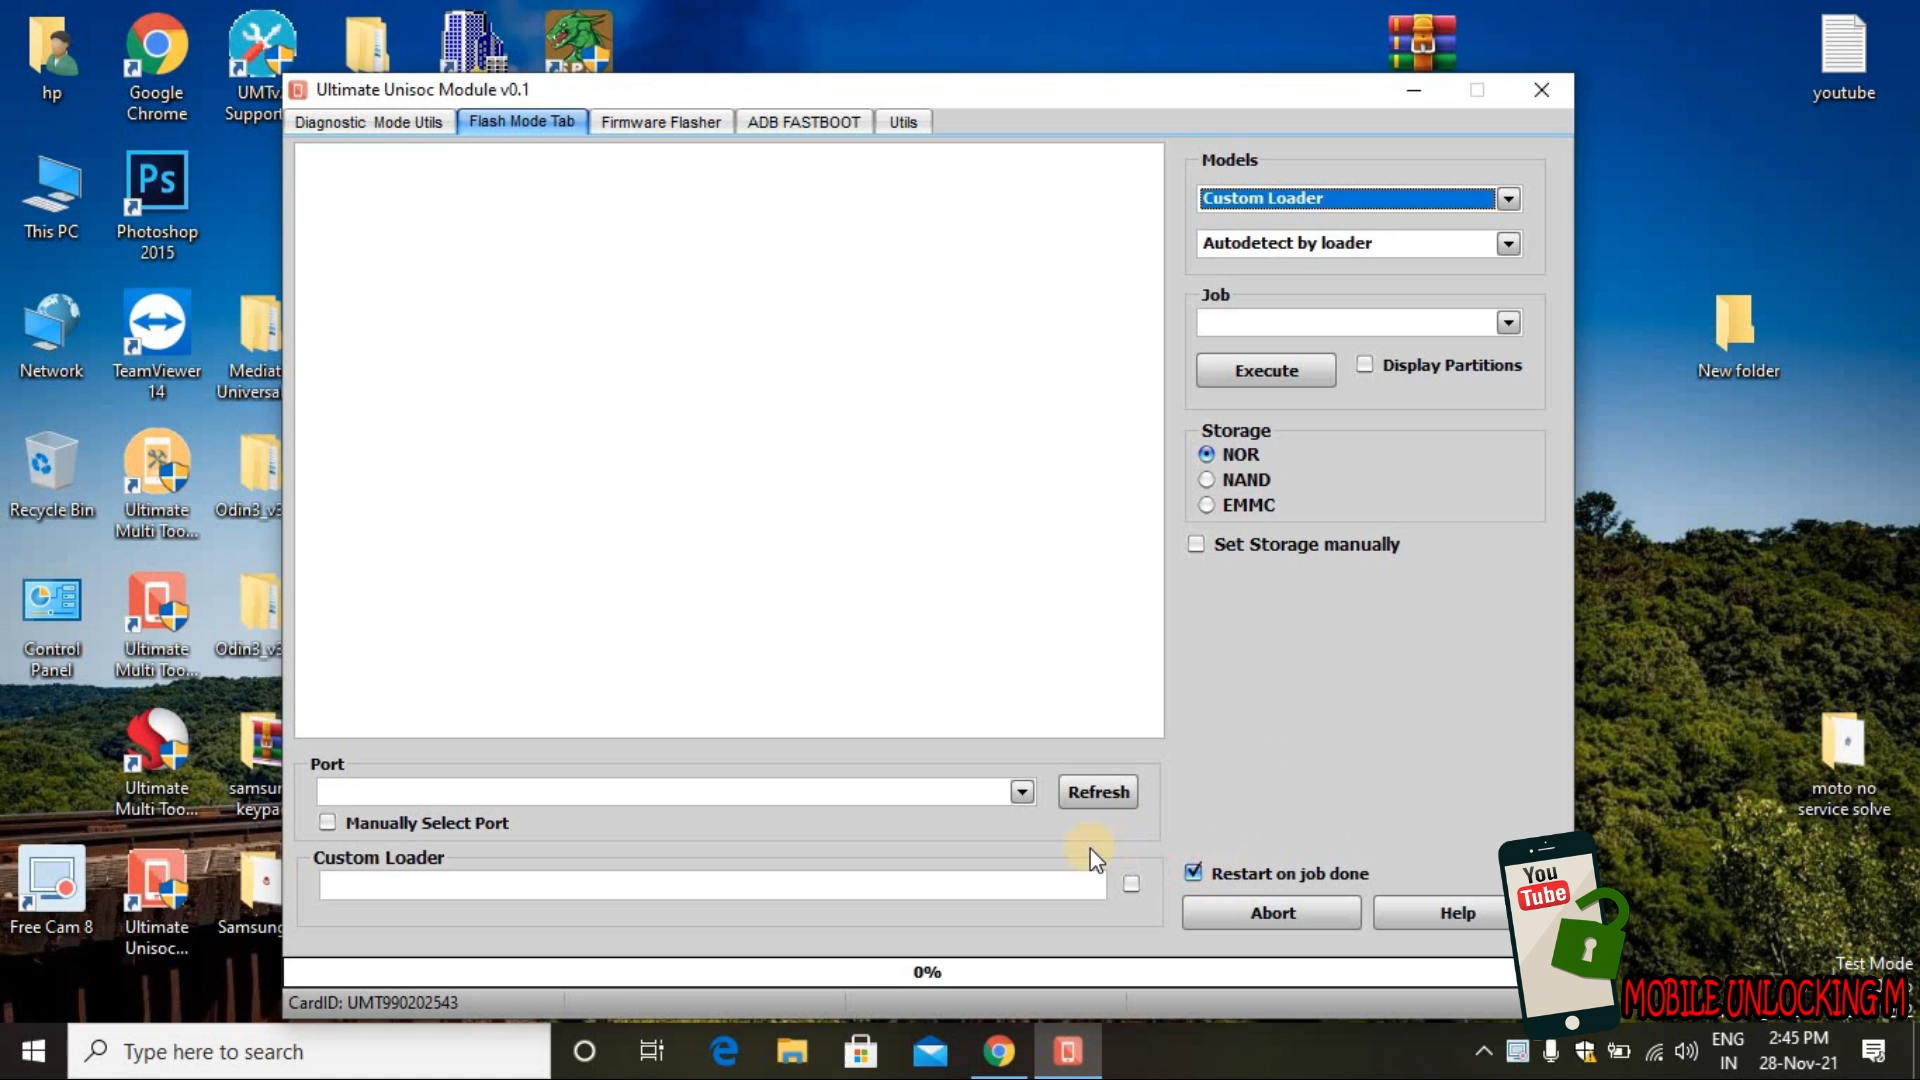 hp
Google
Chrome
UMTv
Support
youtube
Ultimate Unisoc Module v0.1
Diagnostic Mode Utils
Flash Mode Tab
Firmware Flasher
ADB FASTBOOT
Utils
Models
Custom Loader
Autodetect by loader
Job
Execute
Display Partitions
Storage
NOR
NAND
EMMC
Set Storage manually
Port
Refresh
Manually Select Port
Custom Loader
Restart on job done
Abort
Help
0%
CardID: UMT990202543
This PC
Ps
Photoshop
2015
Network
TeamViewer
14
Mediat
Universa
New folder
Recycle Bin
Ultimate
Multi Too...
Odin3_v3
Control
Panel
Ultimate
Multi Too...
Odin3_v3
Ultimate
Multi Too...
samsun
keypa
moto no
service solve
Free Cam 8
Ultimate
Unisoc...
Samsung
You
Tube
Test Mode
MOBILE UNLOCKING M
Type here to search
ENG
IN
2:45 PM
28-Nov-21